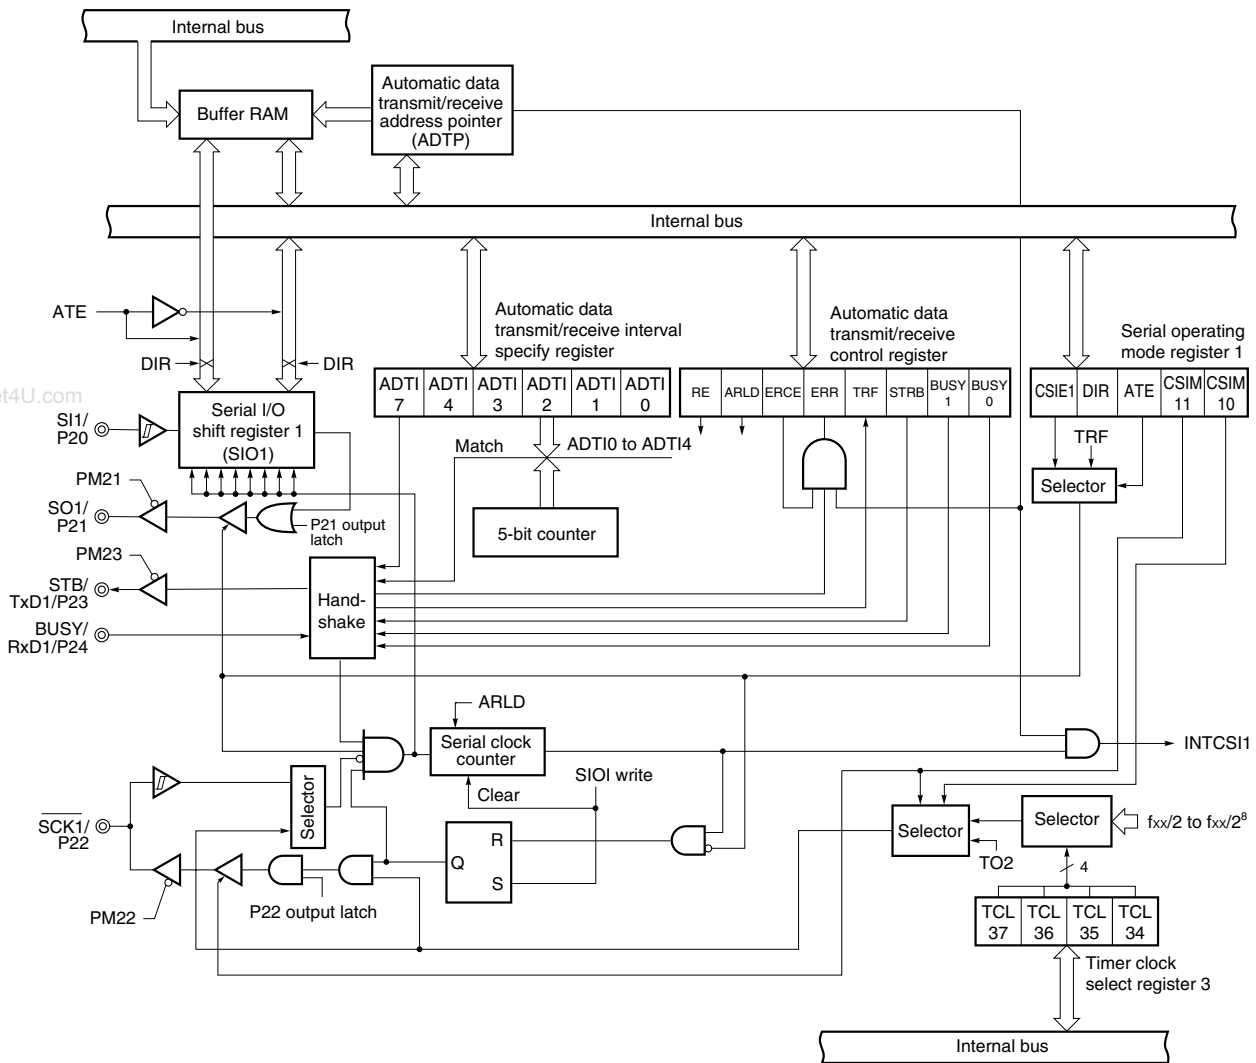 Internal bus
Buffer RAM
Automatic data
transmit/receive
address pointer
(ADTP)
Internal bus
ATE
DIR
DIR
Automatic data
transmit/receive interval
specify register
Automatic data
transmit/receive
control register
Serial operating
mode register 1
et4U.com
ADTI
7
ADTI
4
ADTI
3
ADTI
2
ADTI
1
ADTI
0
RE
ARLD
ERCE
ERR
TRF
STRB
BUSY
1
BUSY
0
CSIE1
DIR
ATE
CSIM
11
CSIM
10
SI1/
P20
Serial I/O
shift register 1
(SIO1)
Match
ADTI0 to ADTI4
TRF
Selector
PM21
SO1/
P21
P21 output
latch
5-bit counter
PM23
STB/
TxD1/P23
Hand-
shake
BUSY/
RxD1/P24
ARLD
Serial clock
counter
INTCSI1
SIOI write
Clear
SCK1/
P22
Selector
Selector
Selector
fxx/2 to fxx/2⁸
TO2
R
Q
S
4
PM22
P22 output latch
TCL
37
TCL
36
TCL
35
TCL
34
Timer clock
select register 3
Internal bus